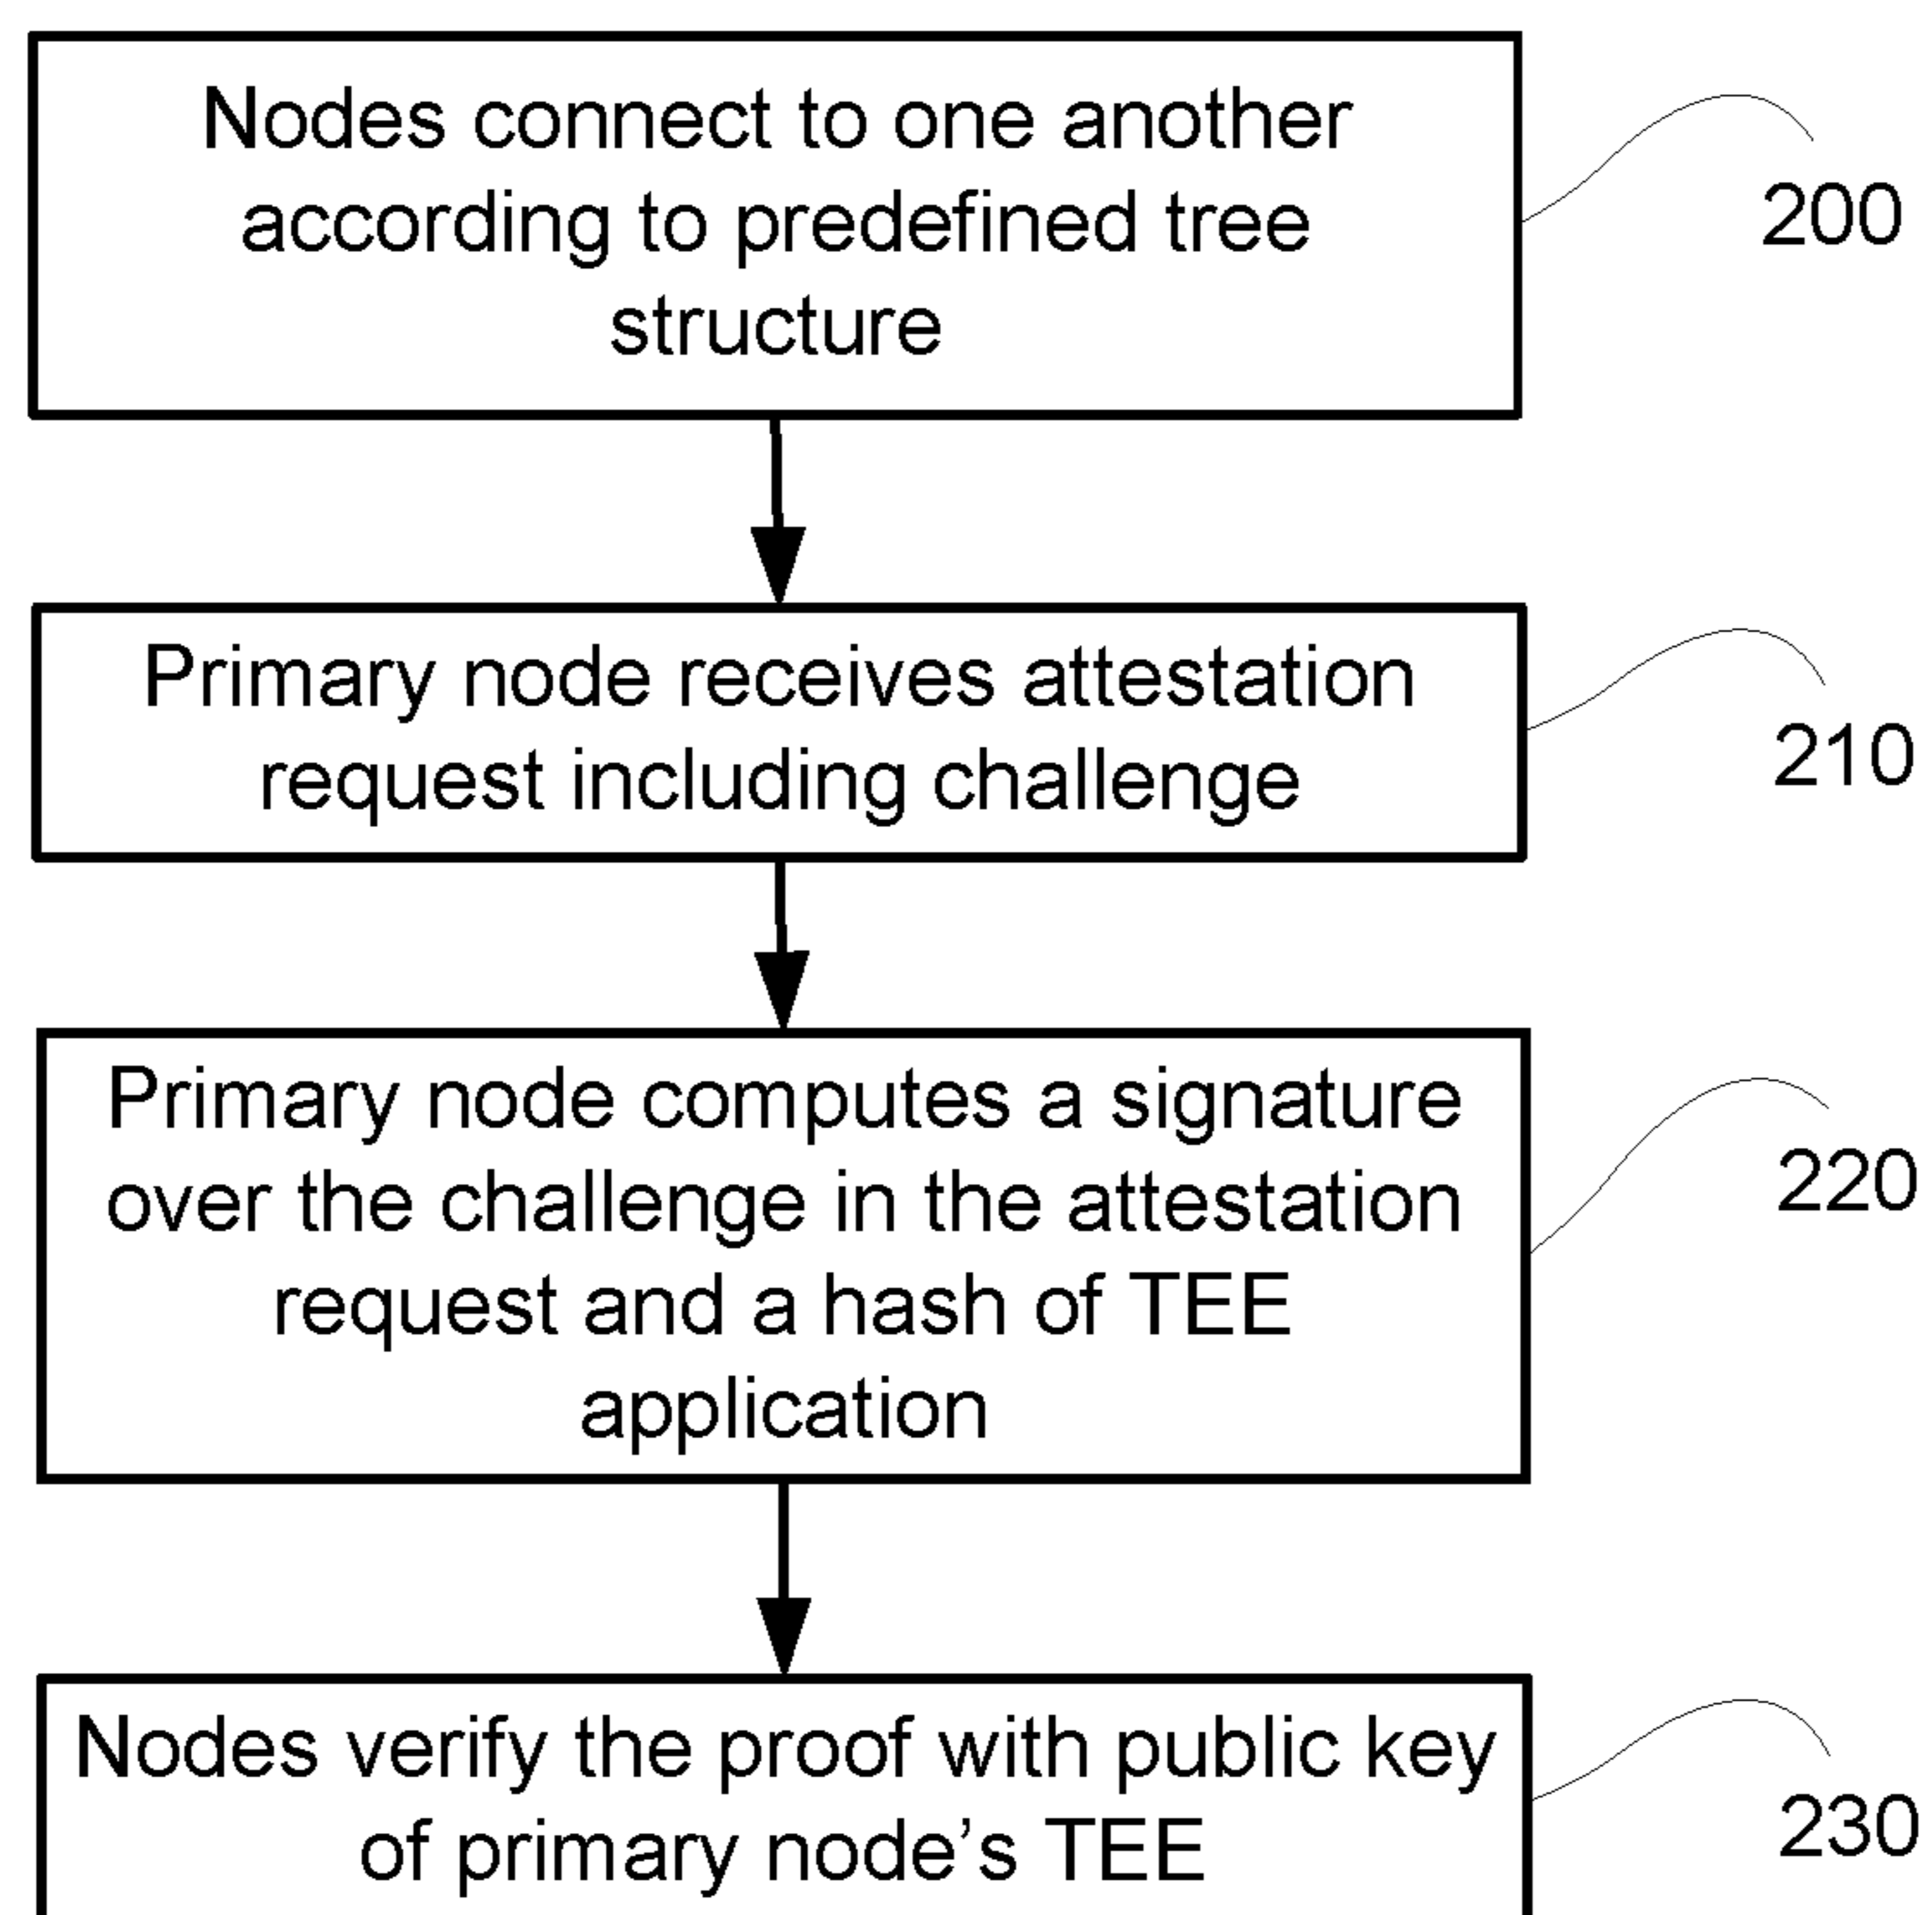 Nodes connect to one another
according to predefined tree
structure
200
Primary node receives attestation
request including challenge
210
Primary node computes a signature
over the challenge in the attestation
request and a hash of TEE
application
220
Nodes verify the proof with public key
of primary node’s TEE
230